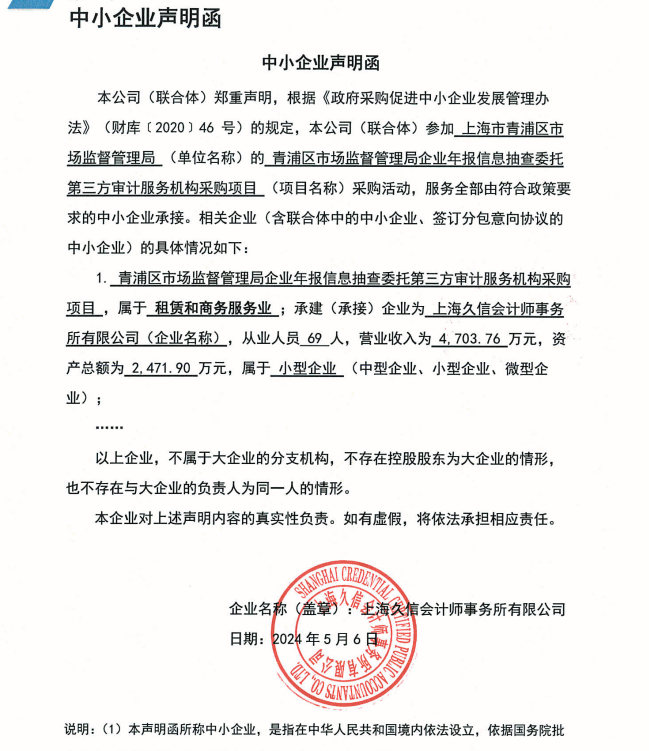 中小企业声明函
中小企业声明函
本公司（联合体）郑重声明，根据《政府采购促进中小企业发展管理办
法》（财库﹝2020﹞46 号）的规定，本公司（联合体）参加 上海市青浦区市
场监督管理局 （单位名称）的 青浦区市场监督管理局企业年报信息抽查委托
第三方审计服务机构采购项目 （项目名称）采购活动，服务全部由符合政策要
求的中小企业承接。相关企业（含联合体中的中小企业、签订分包意向协议的
中小企业）的具体情况如下：
1. 青浦区市场监督管理局企业年报信息抽查委托第三方审计服务机构采购
项目 ，属于 租赁和商务服务业 ；承建（承接）企业为 上海久信会计师事务
所有限公司（企业名称），从业人员 69 人，营业收入为 4,703.76 万元，资
产总额为 2,471.90 万元，属于 小型企业 （中型企业、小型企业、微型企
业）；
……
以上企业，不属于大企业的分支机构，不存在控股股东为大企业的情形，
也不存在与大企业的负责人为同一人的情形。
本企业对上述声明内容的真实性负责。如有虚假，将依法承担相应责任。
SHANGHAI CREDENTIAL CERTIFIED PUBLIC ACCOUNTANTS CO., LTD.
上海久信会计师事务所有限公司
企业名称（盖章）：上海久信会计师事务所有限公司
日期：2024 年 5 月 6 日
说明：（1）本声明函所称中小企业，是指在中华人民共和国境内依法设立，依据国务院批